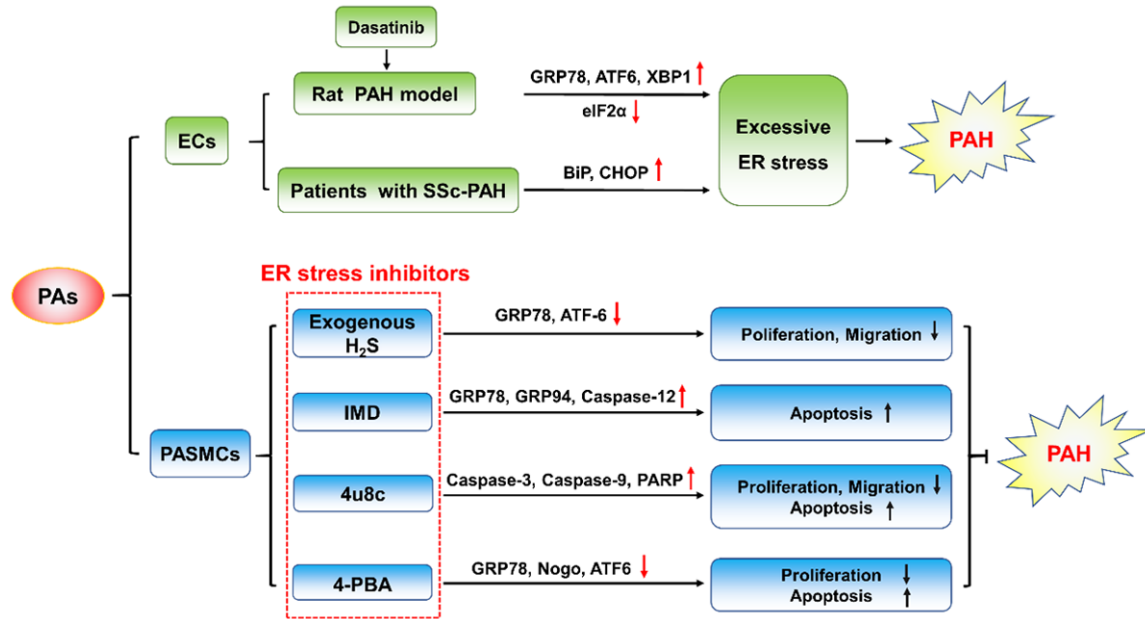 Dasatinib
Rat PAH model
GRP78, ATF6, XBP1 ↑
eIF2α ↓
ECs
Excessive
ER stress
PAH
Patients with SSc-PAH
BiP, CHOP ↑
PAs
ER stress inhibitors
Exogenous
H₂S
GRP78, ATF-6 ↓
Poliferation, Migration ↓
IMD
GRP78, GRP94, Caspase-12 ↑
Apoptosis ↑
PASMCs
PAH
4u8c
Caspase-3, Caspase-9, PARP ↑
Proliferation, Migration ↓
Apoptosis ↑
4-PBA
GRP78, Nogo, ATF6 ↓
Proliferation ↓
Apoptosis ↑